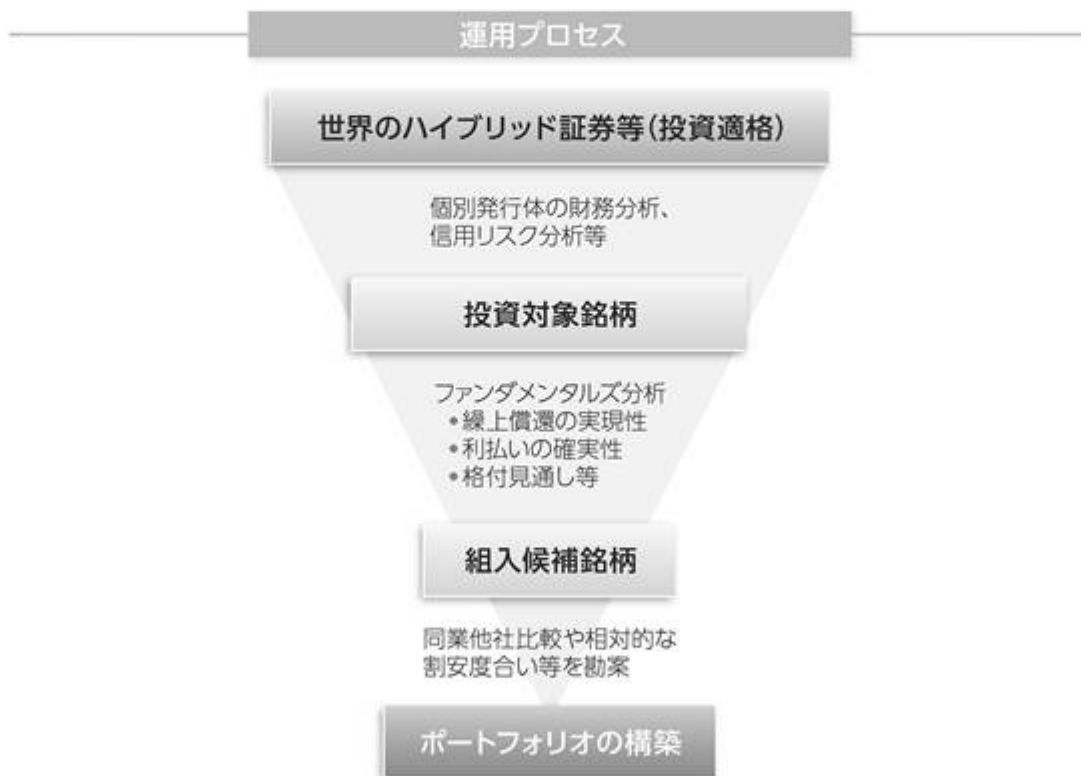 運用プロセス
世界のハイブリッド証券等(投資適格)
個別発行体の財務分析、
信用リスク分析等
投資対象銘柄
ファンダメンタルズ分析
•繰上償還の実現性
•利払いの確実性
•格付見通し等
組入候補銘柄
同業他社比較や相対的な
割安度合い等を勘案
ポートフォリオの構築